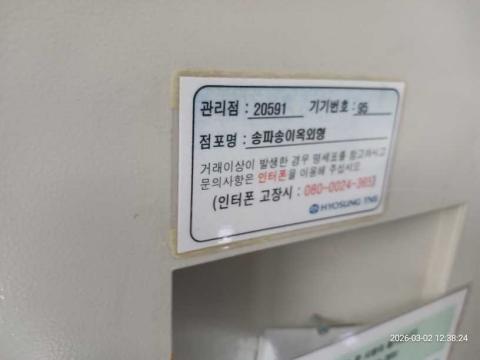 관리점 : 20591 기기번호 : 95
점포명 : 송파송이옥외형
거래이상이 발생한 경우 명세표를 참고하시고
문의사항은 인터폰을 이용해 주십시오
(인터폰 고장시 : 080-0024-365)
HYOSUNG TNS
2026-03-02 12:38:24